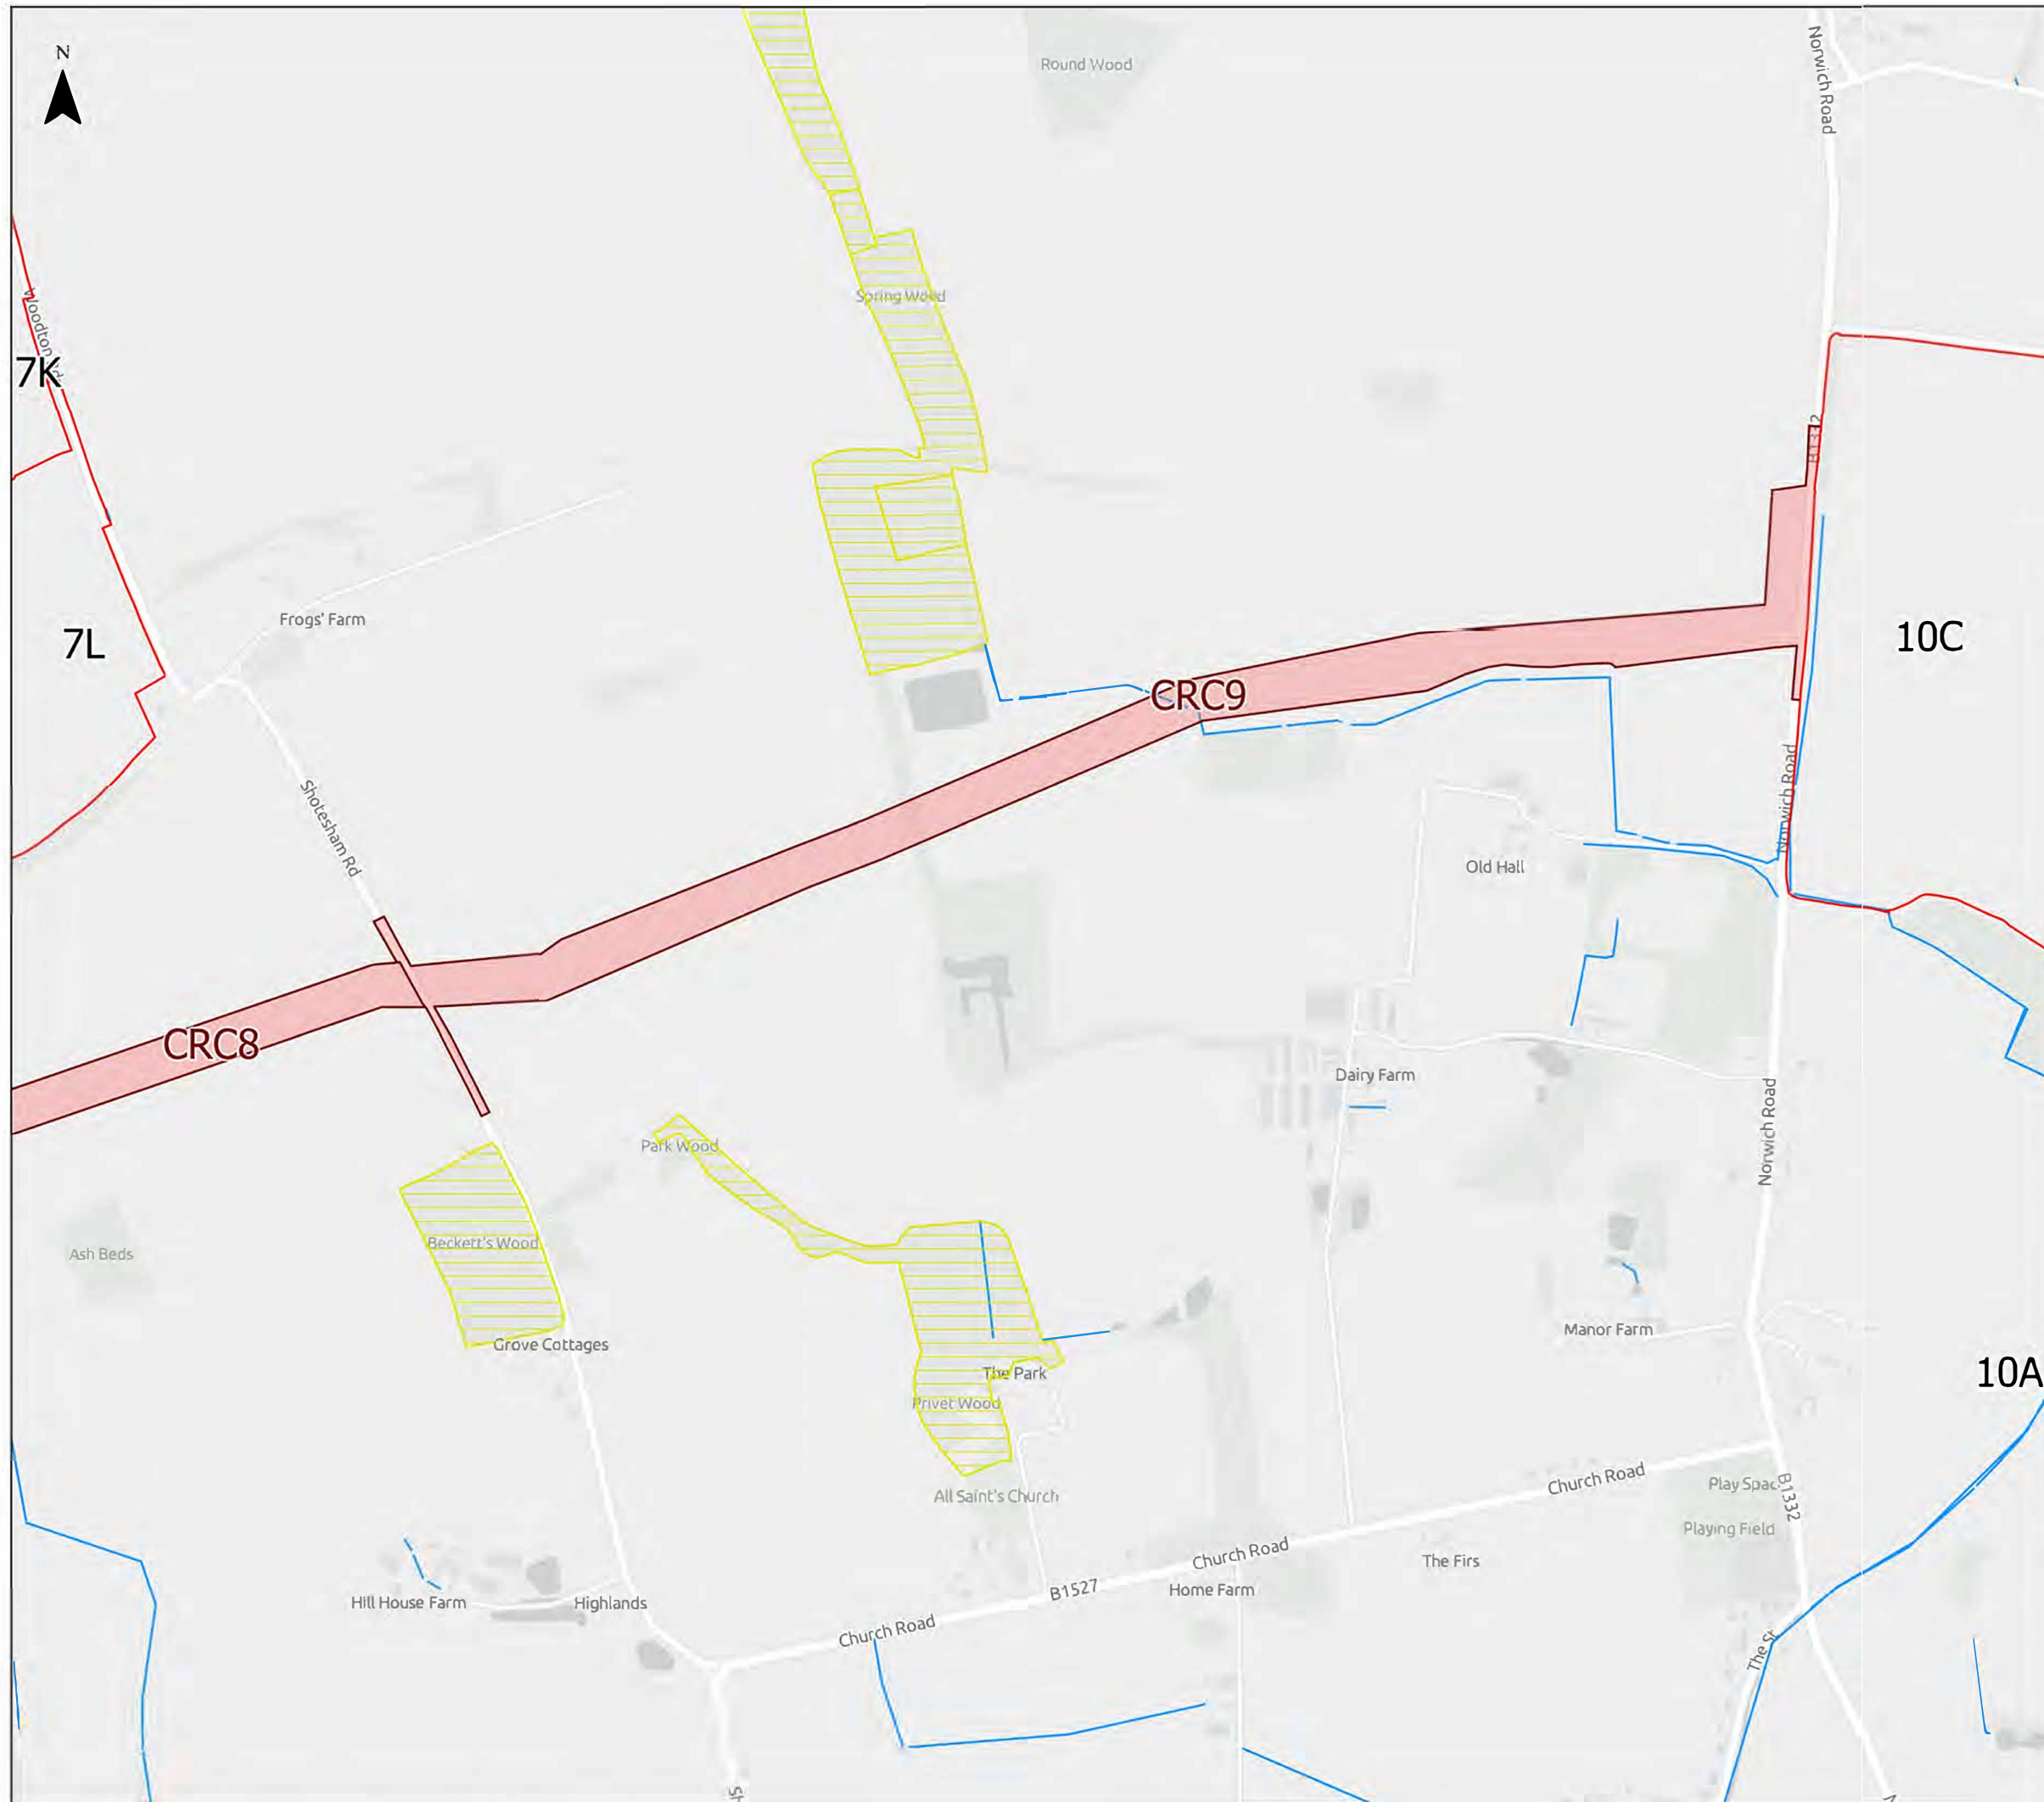 N
Round Wood
Norwich Road
Spring Wood
Woodton Rd
7K
B1332
Frogs' Farm
7L
10C
CRC9
Norwich Road
Shotesham Rd
Old Hall
CRC8
Dairy Farm
Norwich Road
Park Wood
Beckett's Wood
Ash Beds
Manor Farm
Grove Cottages
The Park
10A
Privet Wood
Church Road
Play Spac
B1332
All Saint's Church
Playing Field
Church Road
The Firs
B1527
Home Farm
Hill House Farm
Highlands
Church Road
The St
Sh